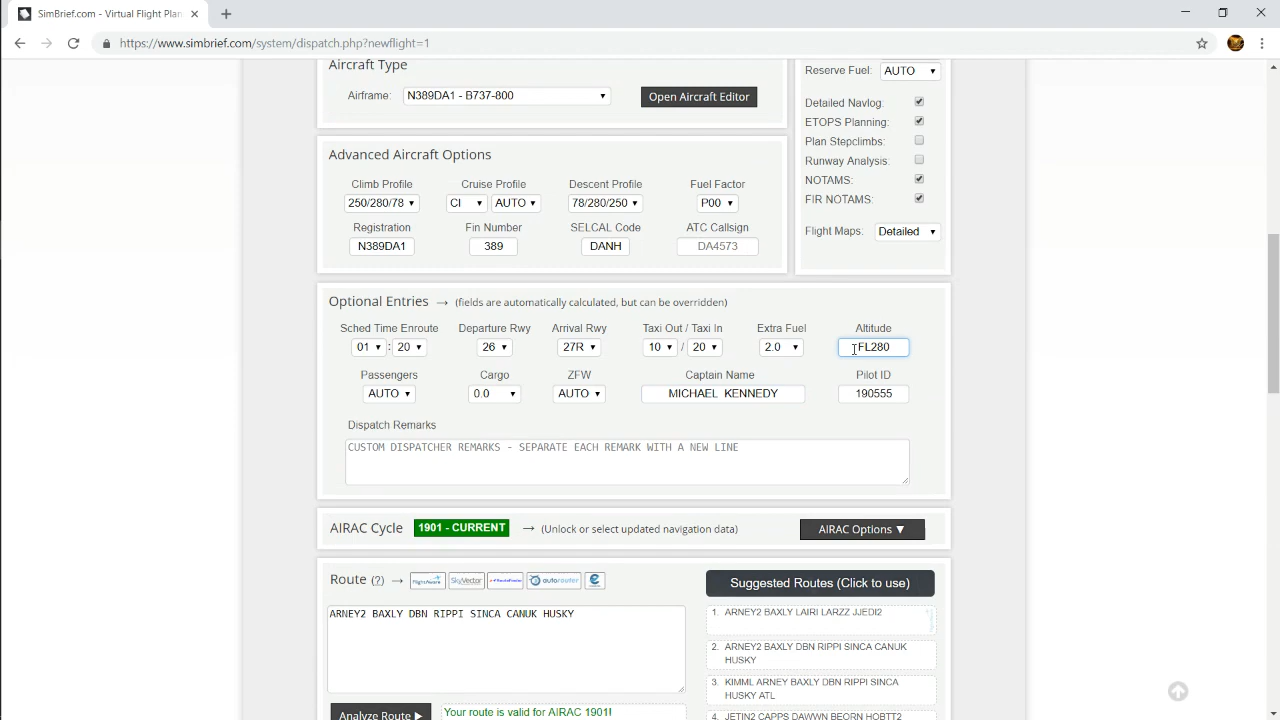 SimBrief.com - Virtual Flight Plan
https://www.simbrief.com/system/dispatch.php?newflight=1
Aircraft Type
Airframe: N389DA1 - B737-800 Open Aircraft Editor
Advanced Aircraft Options
Climb Profile Cruise Profile Descent Profile Fuel Factor
250/280/78 CI AUTO 78/280/250 P00
Registration Fin Number SELCAL Code ATC Callsign
N389DA1 389 DANH DA4573
Reserve Fuel: AUTO
Detailed Navlog:
ETOPS Planning:
Plan Stepclimbs:
Runway Analysis:
NOTAMS:
FIR NOTAMS:
Flight Maps: Detailed
Optional Entries → (fields are automatically calculated, but can be overridden)
Sched Time Enroute Departure Rwy Arrival Rwy Taxi Out / Taxi In Extra Fuel Altitude
01 : 20 26 27R 10 / 20 2.0 FL280
Passengers Cargo ZFW Captain Name Pilot ID
AUTO 0.0 AUTO MICHAEL KENNEDY 190555
Dispatch Remarks
CUSTOM DISPATCHER REMARKS - SEPARATE EACH REMARK WITH A NEW LINE
AIRAC Cycle 1901 - CURRENT → (Unlock or select updated navigation data) AIRAC Options ▼
Route (?) → FlightAware SkyVector RouteFinder autorouter
ARNEY2 BAXLY DBN RIPPI SINCA CANUK HUSKY
Analyze Route ► Your route is valid for AIRAC 1901!
Suggested Routes (Click to use)
1. ARNEY2 BAXLY LAIRI LARZZ JJEDI2
2. ARNEY2 BAXLY DBN RIPPI SINCA CANUK
HUSKY
3. KIMML ARNEY BAXLY DBN RIPPI SINCA
HUSKY ATL
4. JETIN2 CAPPS DAWWN BEORN HOBTT2